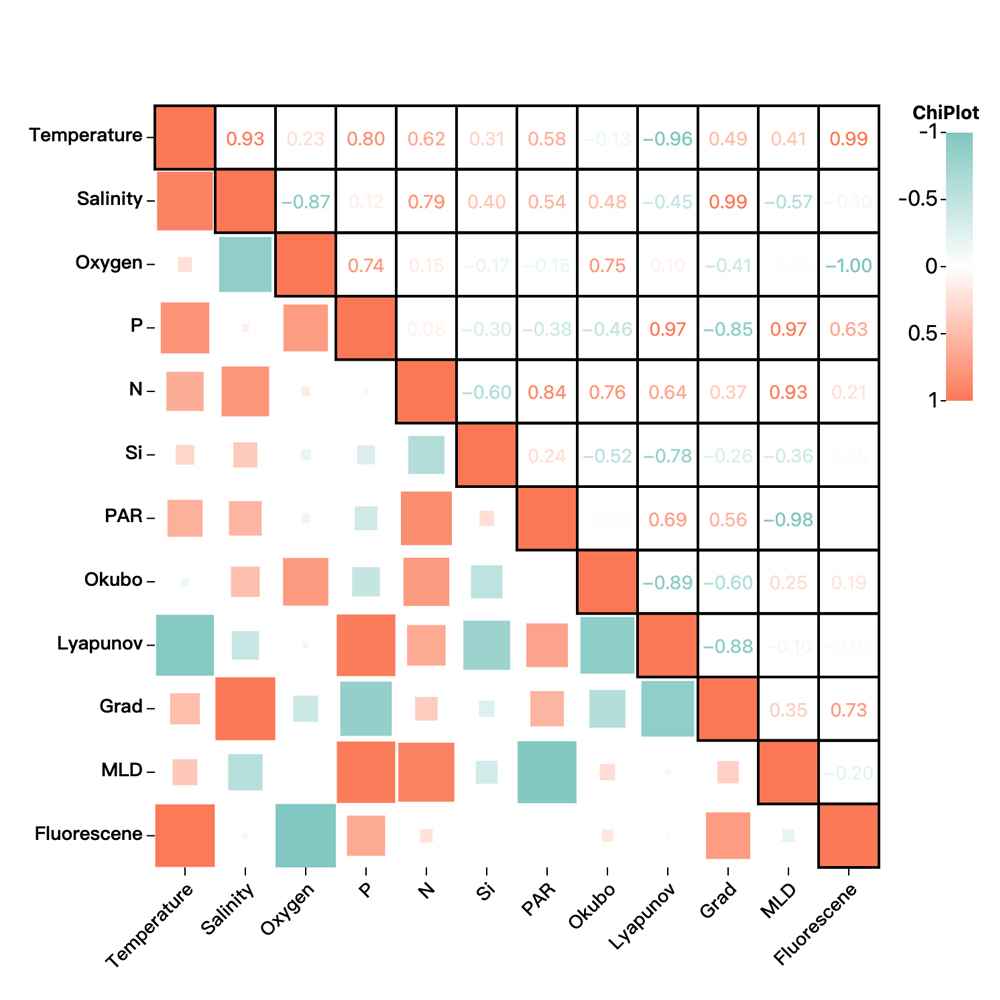 ChiPlot
−1
−0.5
0
0.5
1
Temperature 0.93 0.23 0.80 0.62 0.31 0.58 −0.13 −0.96 0.49 0.41 0.99
Salinity −0.87 0.12 0.79 0.40 0.54 0.48 −0.45 0.99 −0.57
Oxygen 0.74 0.15 −0.17 0.75 0.10 −0.41 −1.00
P 0.08 −0.30 −0.38 −0.46 0.97 −0.85 0.97 0.63
N −0.60 0.84 0.76 0.64 0.37 0.93 0.21
Si 0.24 −0.52 −0.78 −0.26 −0.36
PAR 0.69 0.56 −0.98
Okubo −0.89 −0.60 0.25 0.19
Lyapunov −0.88 −0.10
Grad 0.35 0.73
MLD −0.20
Fluorescene
Temperature Salinity Oxygen P N Si PAR Okubo Lyapunov Grad MLD Fluorescene